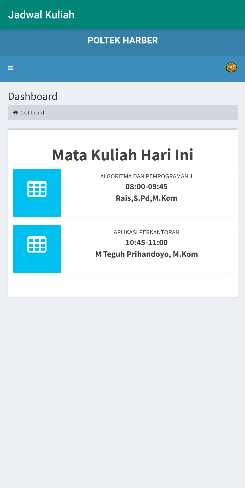 Jadwal Kuliah
POLTEK HARBER
Dashboard
Dashboard
Mata Kuliah Hari Ini
ALGORITMA DAN PEMROGRAMAN 1
08:00-09:45
Rais,S.Pd,M.Kom
APLIKASI PERKANTORAN
10:45-11:00
M Teguh Prihandoyo, M.Kom